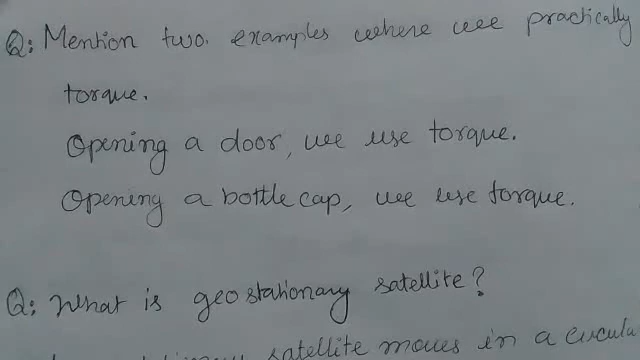 Q: Mention two. examples where we practically
torque.
Opening a door, we use torque.
Opening a bottle cap, we use torque.
Q: What is geostationary satellite?
satellite moves in a circula